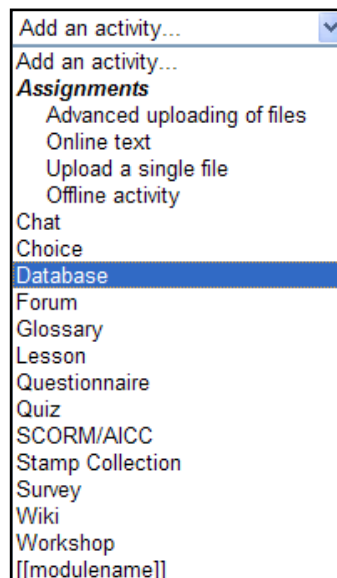 Add an activity...
Add an activity...
Assignments
Advanced uploading of files
Online text
Upload a single file
Offline activity
Chat
Choice
Database
Forum
Glossary
Lesson
Questionnaire
Quiz
SCORM/AICC
Stamp Collection
Survey
Wiki
Workshop
[[modulename]]